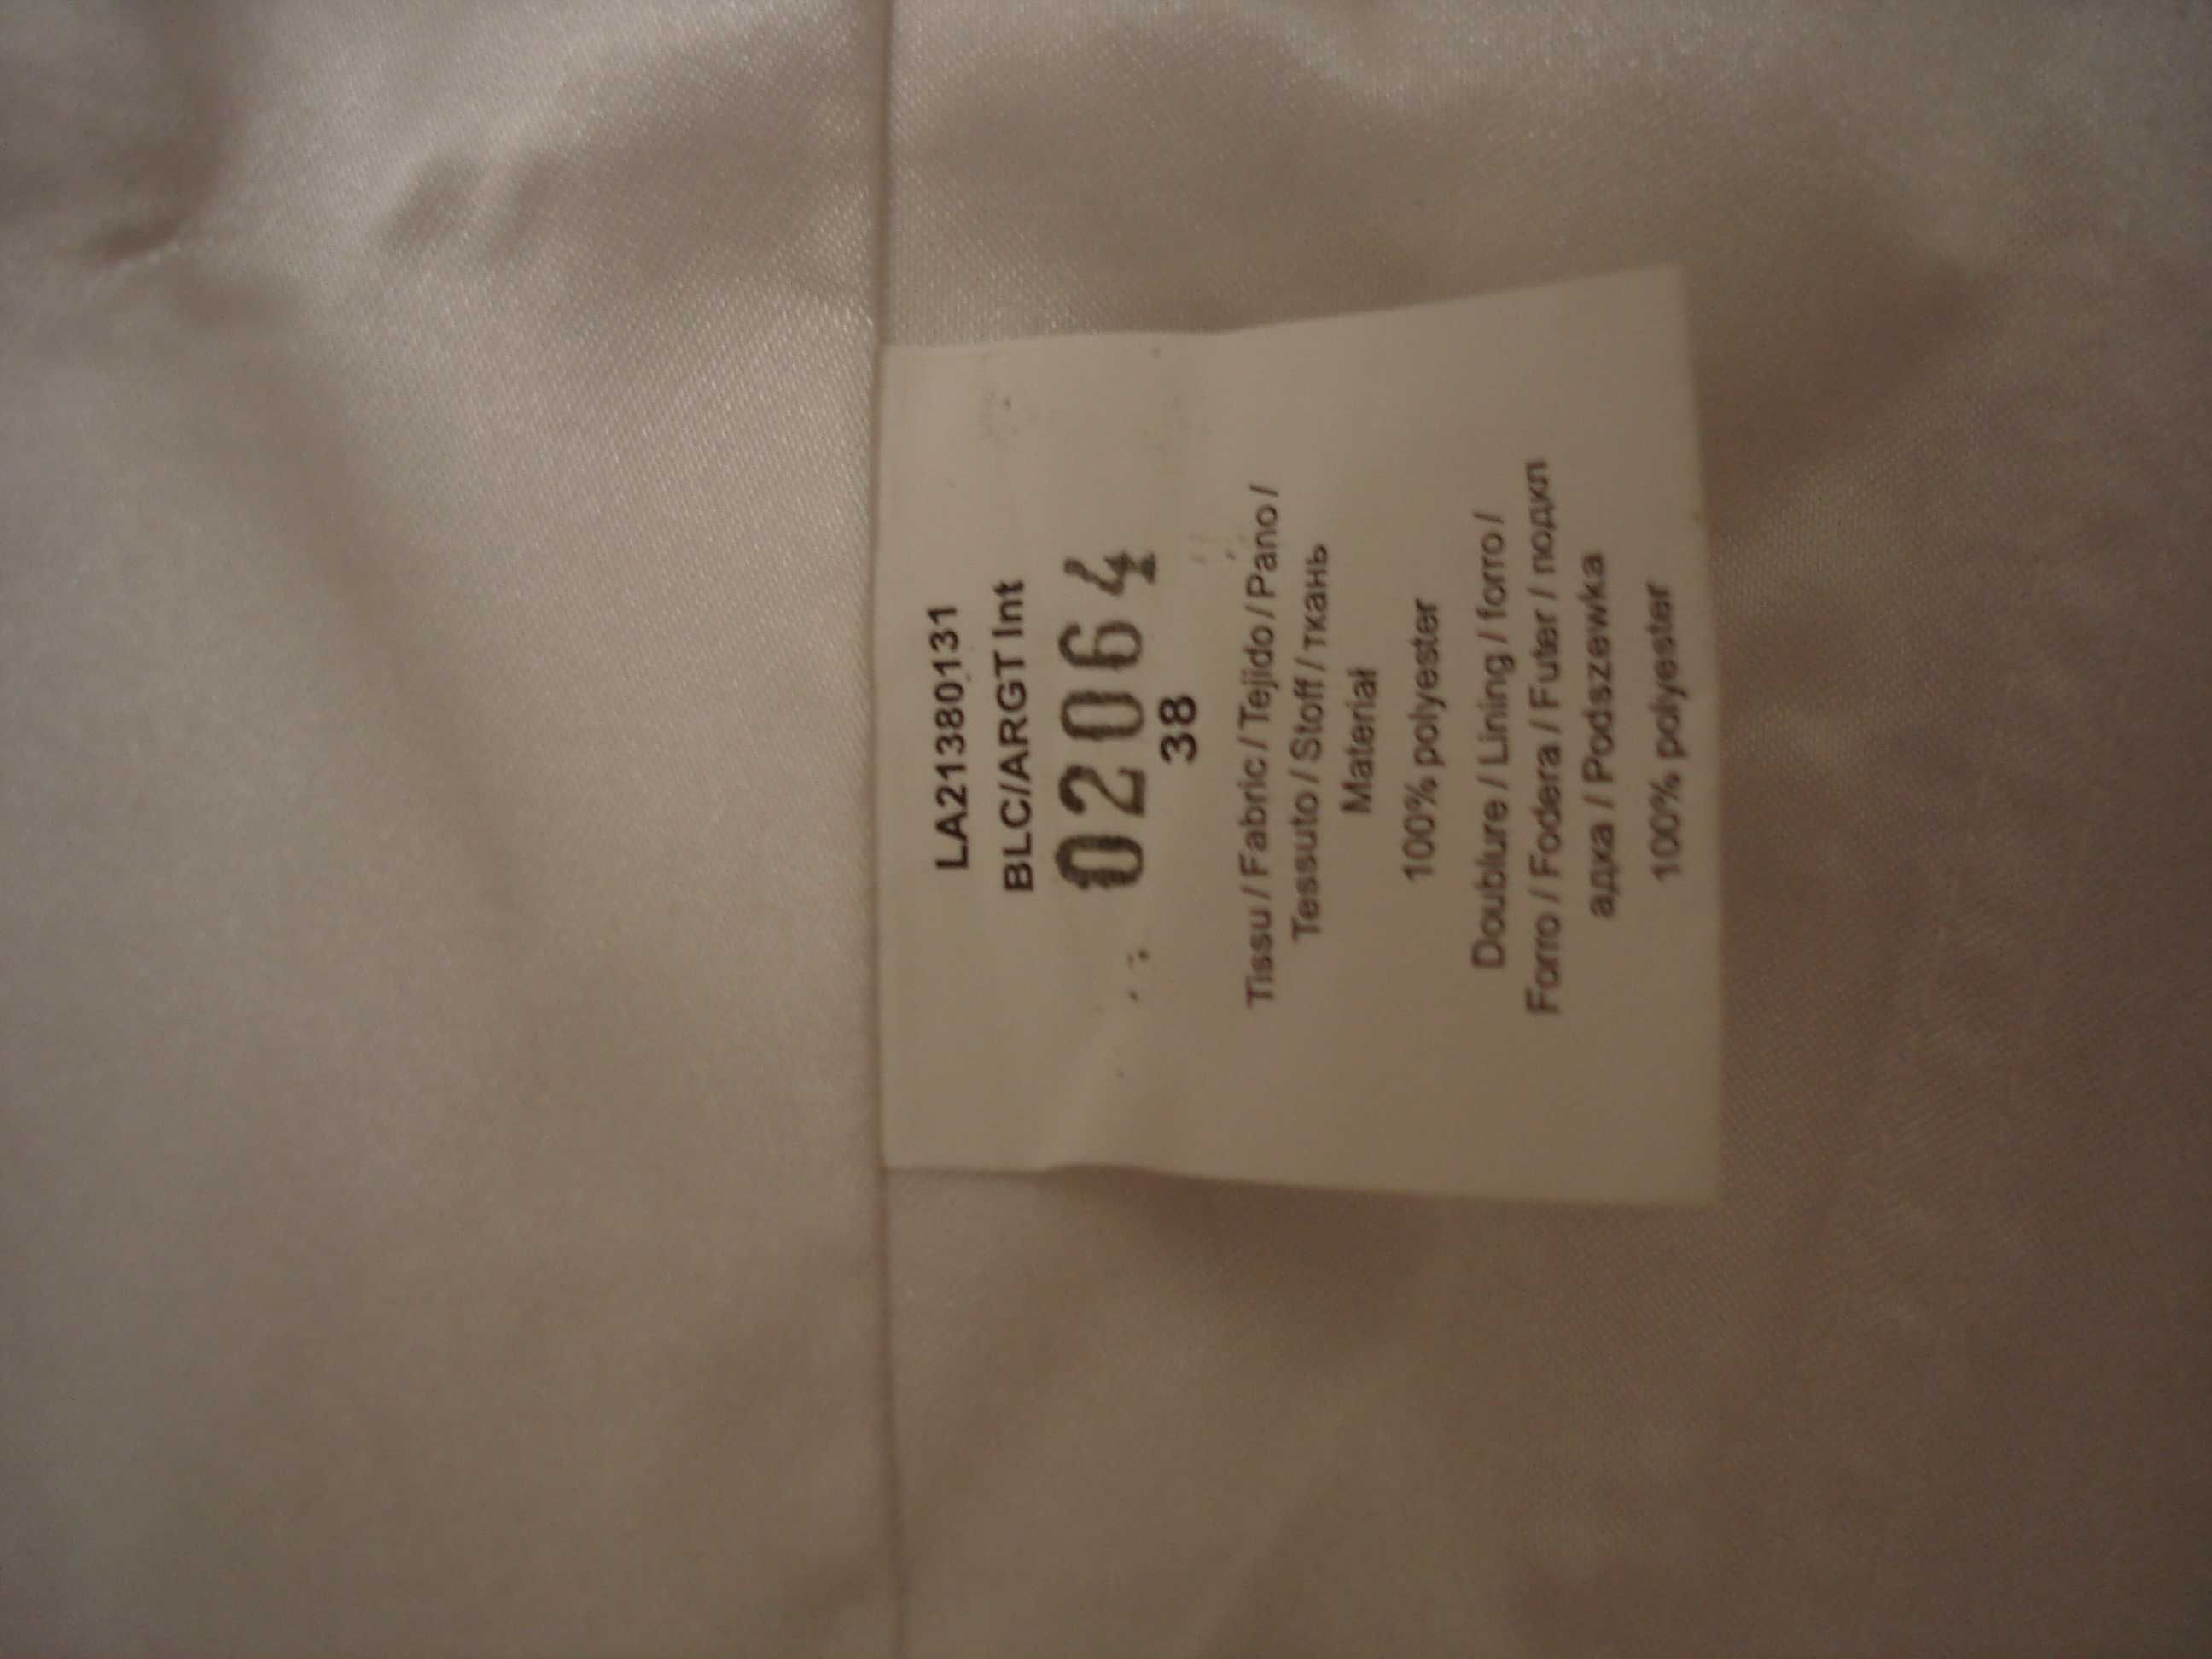 LA21380131
BLC/ARGT Int
02064
38
Tissu / Fabric / Tejido / Pano /
Tessuto / Stoff / ткань
Materiał
100% polyester
Doublure / Lining / forro /
Forro / Fodera / Futer / подкл
адка / Podszewka
100% polyester